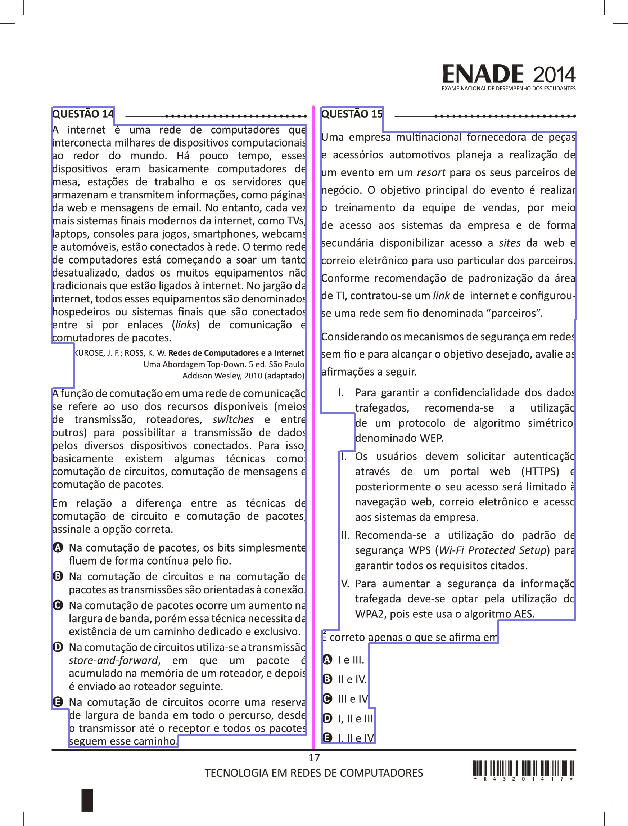 ENADE 2014
EXAME NACIONAL DE DESEMPENHO DOS ESTUDANTES
QUESTÃO 14
A internet é uma rede de computadores que
interconecta milhares de dispositivos computacionais
ao redor do mundo. Há pouco tempo, esses
dispositivos eram basicamente computadores de
mesa, estações de trabalho e os servidores que
armazenam e transmitem informações, como páginas
da web e mensagens de email. No entanto, cada vez
mais sistemas finais modernos da internet, como TVs,
laptops, consoles para jogos, smartphones, webcams
e automóveis, estão conectados à rede. O termo rede
de computadores está começando a soar um tanto
desatualizado, dados os muitos equipamentos não
tradicionais que estão ligados à internet. No jargão da
internet, todos esses equipamentos são denominados
hospedeiros ou sistemas finais que são conectados
entre si por enlaces (links) de comunicação e
comutadores de pacotes.
KUROSE, J. F.; ROSS, K. W. Redes de Computadores e a Internet
Uma Abordagem Top-Down. 5 ed. São Paulo
Addison Wesley, 2010 (adaptado)
A função de comutação em uma rede de comunicação
se refere ao uso dos recursos disponíveis (meios
de transmissão, roteadores, switches e entre
outros) para possibilitar a transmissão de dados
pelos diversos dispositivos conectados. Para isso,
basicamente existem algumas técnicas como:
comutação de circuitos, comutação de mensagens e
comutação de pacotes.
Em relação a diferença entre as técnicas de
comutação de circuito e comutação de pacotes,
assinale a opção correta.
A Na comutação de pacotes, os bits simplesmente
fluem de forma contínua pelo fio.
B Na comutação de circuitos e na comutação de
pacotes as transmissões são orientadas à conexão.
C Na comutação de pacotes ocorre um aumento na
largura de banda, porém essa técnica necessita da
existência de um caminho dedicado e exclusivo.
D Na comutação de circuitos utiliza-se a transmissão
store-and-forward, em que um pacote é
acumulado na memória de um roteador, e depois
é enviado ao roteador seguinte.
E Na comutação de circuitos ocorre uma reserva
de largura de banda em todo o percurso, desde
o transmissor até o receptor e todos os pacotes
seguem esse caminho.
QUESTÃO 15
Uma empresa multinacional fornecedora de peças
e acessórios automotivos planeja a realização de
um evento em um resort para os seus parceiros de
negócio. O objetivo principal do evento é realizar
o treinamento da equipe de vendas, por meio
de acesso aos sistemas da empresa e de forma
secundária disponibilizar acesso a sites da web e
correio eletrônico para uso particular dos parceiros.
Conforme recomendação de padronização da área
de TI, contratou-se um link de internet e configurou-
se uma rede sem fio denominada “parceiros”.
Considerando os mecanismos de segurança em redes
sem fio e para alcançar o objetivo desejado, avalie as
afirmações a seguir.
I. Para garantir a confidencialidade dos dados
trafegados, recomenda-se a utilização
de um protocolo de algoritmo simétrico
denominado WEP.
I. Os usuários devem solicitar autenticação
através de um portal web (HTTPS) e
posteriormente o seu acesso será limitado à
navegação web, correio eletrônico e acesso
aos sistemas da empresa.
II. Recomenda-se a utilização do padrão de
segurança WPS (Wi-Fi Protected Setup) para
garantir todos os requisitos citados.
V. Para aumentar a segurança da informação
trafegada deve-se optar pela utilização do
WPA2, pois este usa o algoritmo AES.
É correto apenas o que se afirma em
A I e III.
B II e IV.
C III e IV
D I, II e III
E I, II e IV
17
TECNOLOGIA EM REDES DE COMPUTADORES
*R43201417*